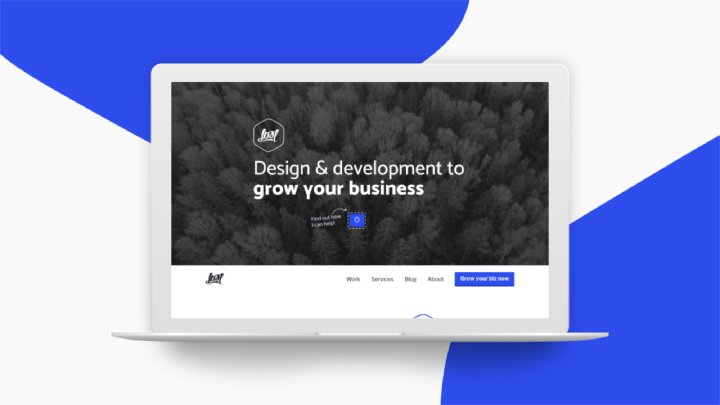 Design & development to
grow your business
Find out how
I can help!
Work Services Blog About Grow your biz now